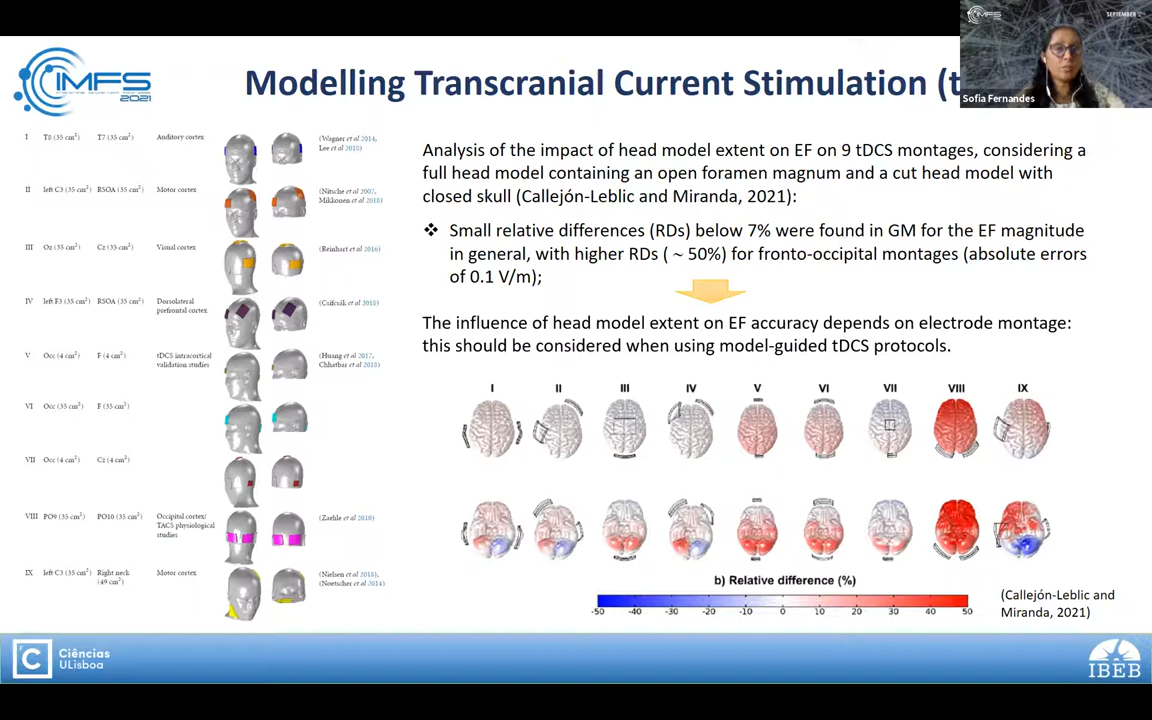 IMFS
SEPTEMBER
Sofia Fernandes
IMFS
2021
Modelling Transcranial Current Stimulation (t
I T8 (35 cm²) T7 (35 cm²) Auditory cortex (Wagner et al 2014,
Lee et al 2018)
II left C3 (35 cm²) RSOA (35 cm²) Motor cortex (Nitsche et al 2007,
Mikkonen et al 2018)
III Oz (35 cm²) Cz (35 cm²) Visual cortex (Reinhart et al 2016)
IV left F3 (35 cm²) RSOA (35 cm²) Dorsolateral
prefrontal cortex (Csifcsák et al 2018)
V Occ (4 cm²) F (4 cm²) tDCS intracortical
validation studies (Huang et al 2017,
Chhatbar et al 2018)
VI Occ (35 cm²) F (35 cm²)
VII Occ (4 cm²) Cz (4 cm²)
VIII PO9 (35 cm²) PO10 (35 cm²) Occipital cortex/
TACS physiological
studies (Zaehle et al 2010)
IX left C3 (35 cm²) Right neck
(49 cm²) Motor cortex (Nielsen et al 2018),
(Noetscher et al 2014)
Analysis of the impact of head model extent on EF on 9 tDCS montages, considering a
full head model containing an open foramen magnum and a cut head model with
closed skull (Callejón-Leblic and Miranda, 2021):
❖ Small relative differences (RDs) below 7% were found in GM for the EF magnitude
in general, with higher RDs ( ~ 50%) for fronto-occipital montages (absolute errors
of 0.1 V/m);
The influence of head model extent on EF accuracy depends on electrode montage:
this should be considered when using model-guided tDCS protocols.
I II III IV V VI VII VIII IX
b) Relative difference (%)
-50 -40 -30 -20 -10 0 10 20 30 40 50
(Callejón-Leblic and
Miranda, 2021)
C Ciências
ULisboa
IBEB